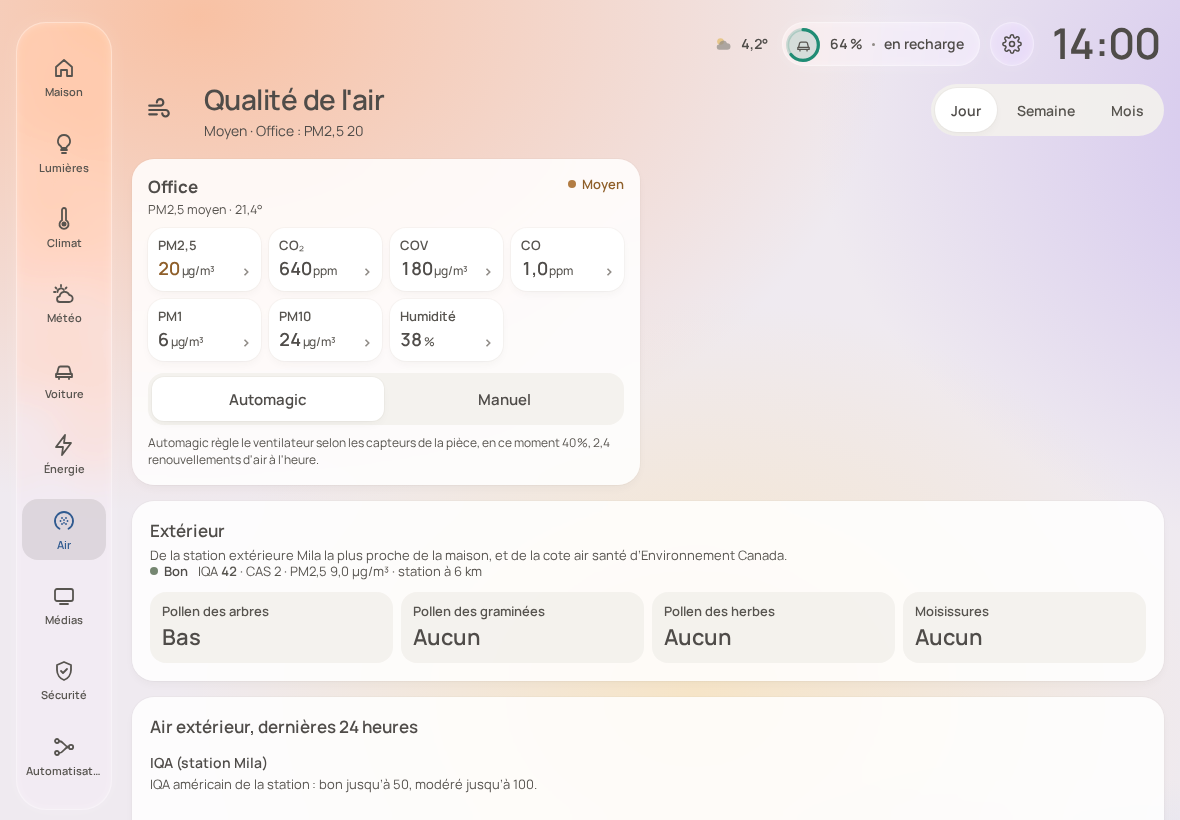 4,2°
64 % • en recharge
14:00
Maison
Lumières
Climat
Météo
Voiture
Énergie
Air
Médias
Sécurité
Automatisat…
Qualité de l'air
Moyen · Office : PM2,5 20
Jour
Semaine
Mois
Office
Moyen
PM2,5 moyen · 21,4°
PM2,5
20 µg/m³
CO₂
640 ppm
COV
180 µg/m³
CO
1,0 ppm
PM1
6 µg/m³
PM10
24 µg/m³
Humidité
38 %
Automagic
Manuel
Automagic règle le ventilateur selon les capteurs de la pièce, en ce moment 40 %, 2,4
renouvellements d'air à l'heure.
Extérieur
De la station extérieure Mila la plus proche de la maison, et de la cote air santé d'Environnement Canada.
Bon IQA 42 · CAS 2 · PM2,5 9,0 µg/m³ · station à 6 km
Pollen des arbres
Bas
Pollen des graminées
Aucun
Pollen des herbes
Aucun
Moisissures
Aucun
Air extérieur, dernières 24 heures
IQA (station Mila)
IQA américain de la station : bon jusqu'à 50, modéré jusqu'à 100.